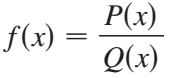 f(x) = P(x)/Q(x)